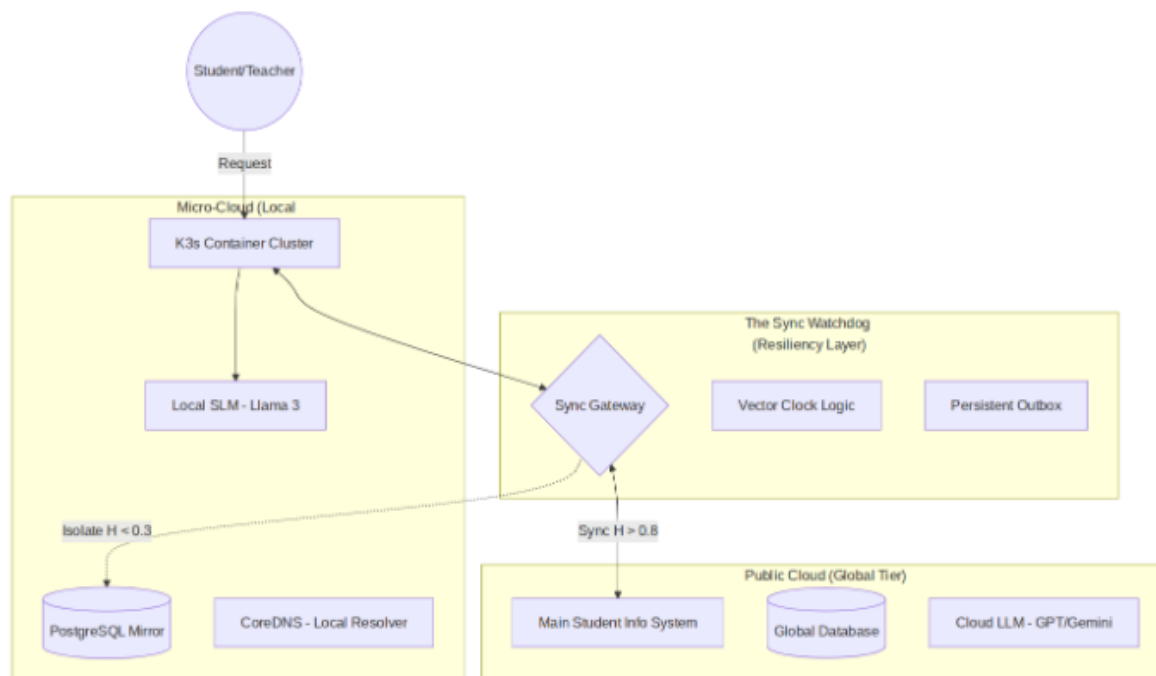 Student/Teacher
Request
Micro-Cloud (Local
K3s Container Cluster
Local SLM - Llama 3
The Sync Watchdog
(Resiliency Layer)
Sync Gateway
Vector Clock Logic
Persistent Outbox
Isolate H < 0.3
Sync H > 0.8
PostgreSQL Mirror
CoreDNS - Local Resolver
Public Cloud (Global Tier)
Main Student Info System
Global Database
Cloud LLM - GPT/Gemini